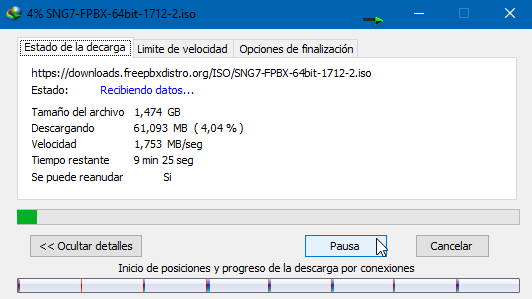 4% SNG7-FPBX-64bit-1712-2.iso
Estado de la decarga Limite de velocidad Opciones de finalización
https://downloads.freepbxdistro.org/ISO/SNG7-FPBX-64bit-1712-2.iso
Estado: Recibiendo datos...
Tamaño del archivo 1,474 GB
Descargando 61,093 MB ( 4,04 % )
Velocidad 1,753 MB/seg
Tiempo restante 9 min 25 seg
Se puede reanudar Si
<< Ocultar detalles Pausa Cancelar
Inicio de posiciones y progreso de la descarga por conexiones